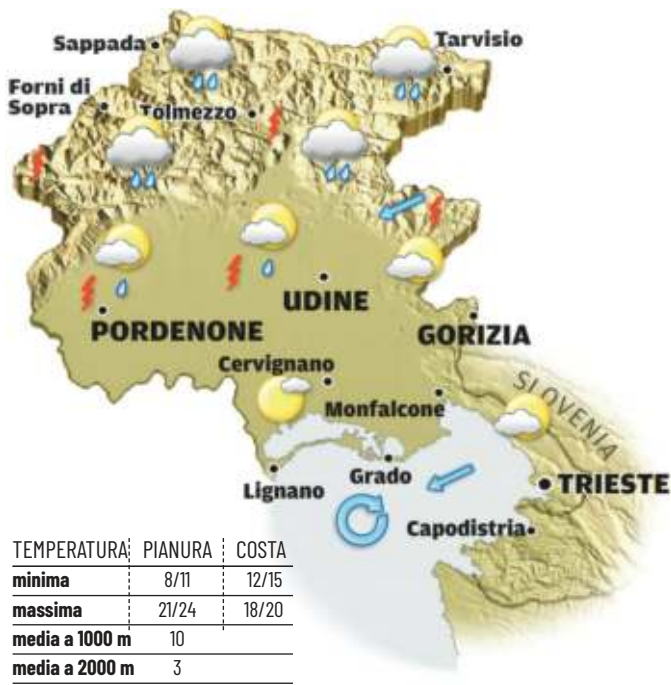 Sappada
Tarvisio
Forni di
Sopra
Tolmezzo
UDINE
PORDENONE
GORIZIA
Cervignano
SLOVENIA
Monfalcone
Grado
Lignano
TRIESTE
Capodistria
TEMPERATURA PIANURA COSTA
minima 8/11 12/15
massima 21/24 18/20
media a 1000 m 10
media a 2000 m 3